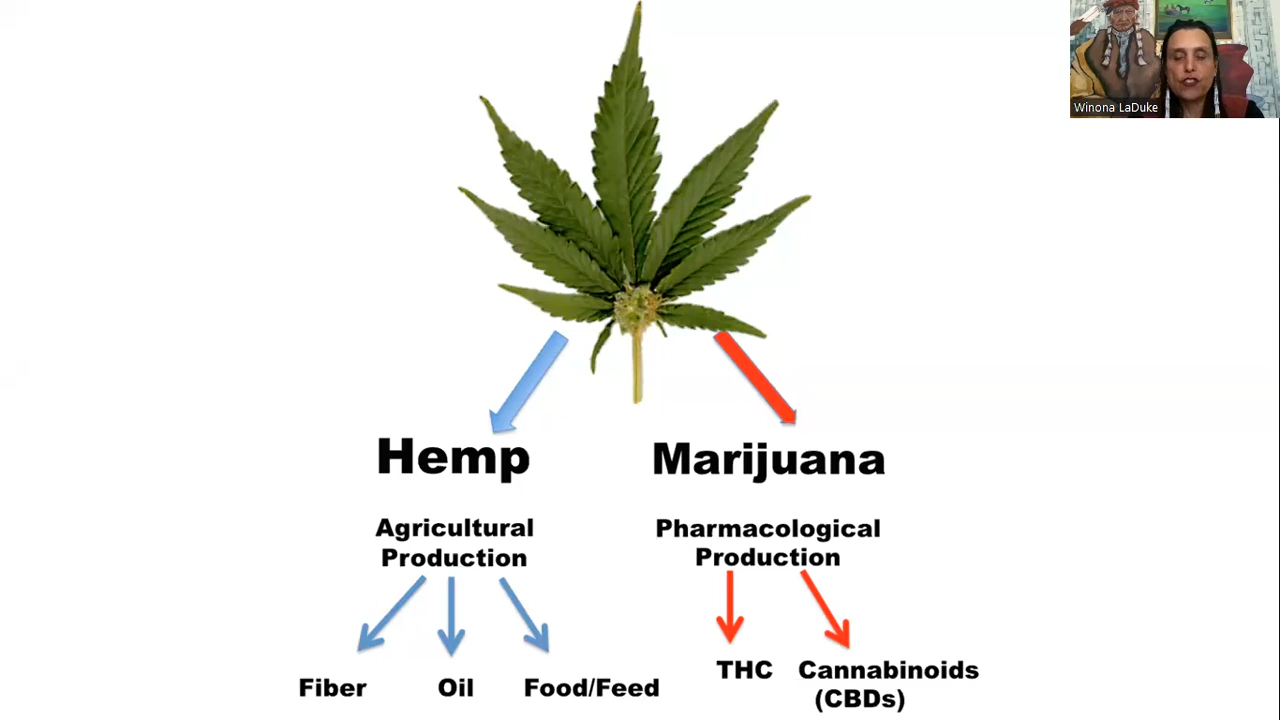 Winona LaDuke
Hemp
Marijuana
Agricultural
Production
Pharmacological
Production
Fiber
Oil
Food/Feed
THC
Cannabinoids
(CBDs)